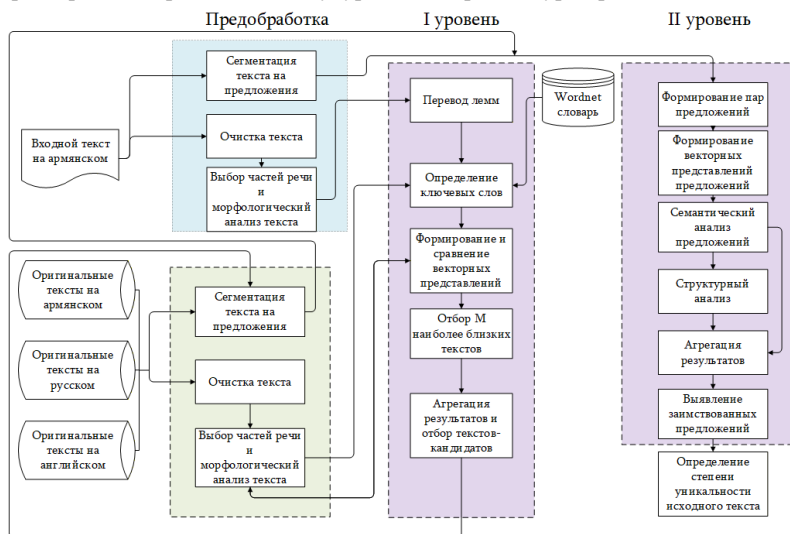 Предобработка
I уровень
II уровень
Сегментация
текста на
предложения
Очистка текста
Выбор частей речи
и
морфологический
анализ текста
Входной текст
на армянском
Перевод лемм
Wordnet
словарь
Определение
ключевых слов
Формирование и
сравнение
векторных
представлений
Отбор М
наиболее близких
текстов
Агрегация
результатов и
отбор текстов-
кандидатов
Формирование пар
предложений
Формирование
векторных
представлений
предложений
Семантический
анализ
предложений
Структурный
анализ
Агрегация
результатов
Выявление
заимствованных
предложений
Определение
степени
уникальности
исходного текста
Оригинальные
тексты на
армянском
Оригинальные
тексты на
русском
Оригинальные
тексты на
английском
Сегментация
текста на
предложения
Очистка текста
Выбор частей речи
и
морфологический
анализ текста